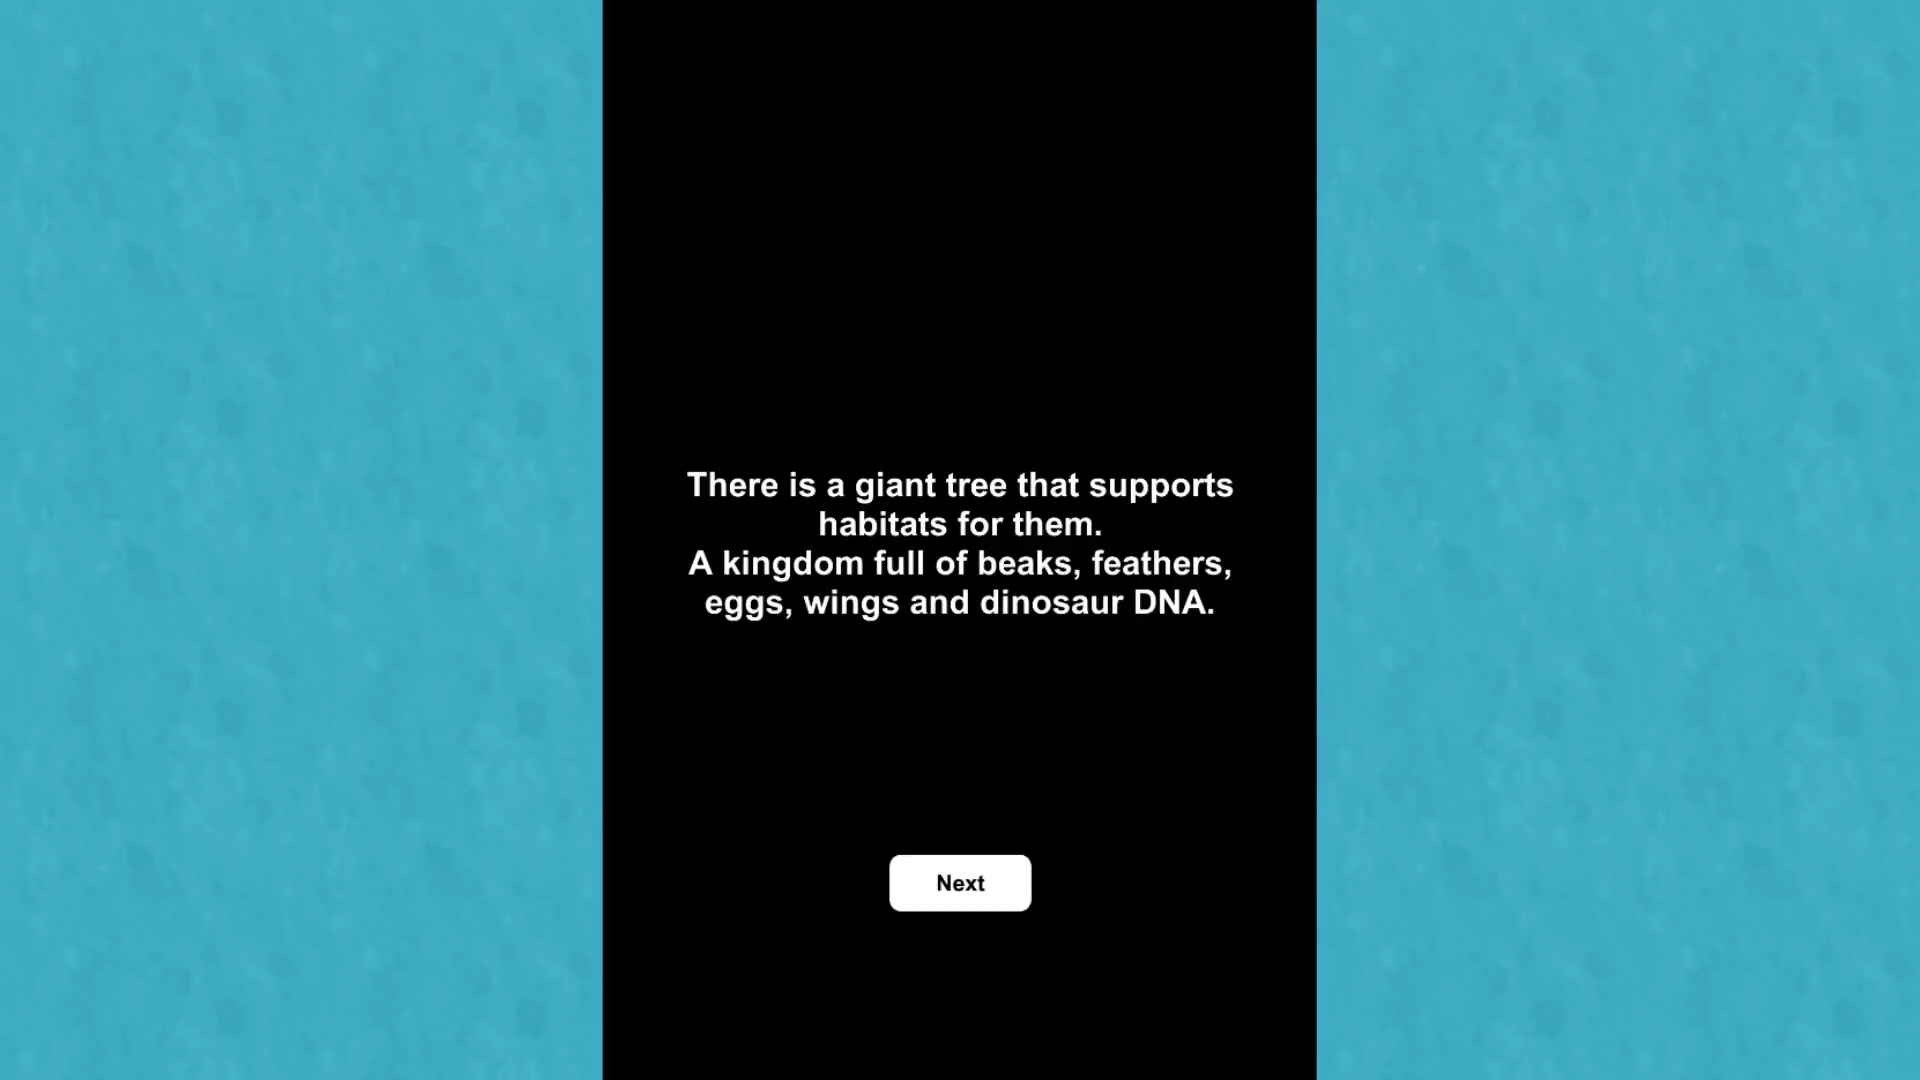 There is a giant tree that supports
habitats for them.
A kingdom full of beaks, feathers,
eggs, wings and dinosaur DNA.
Next